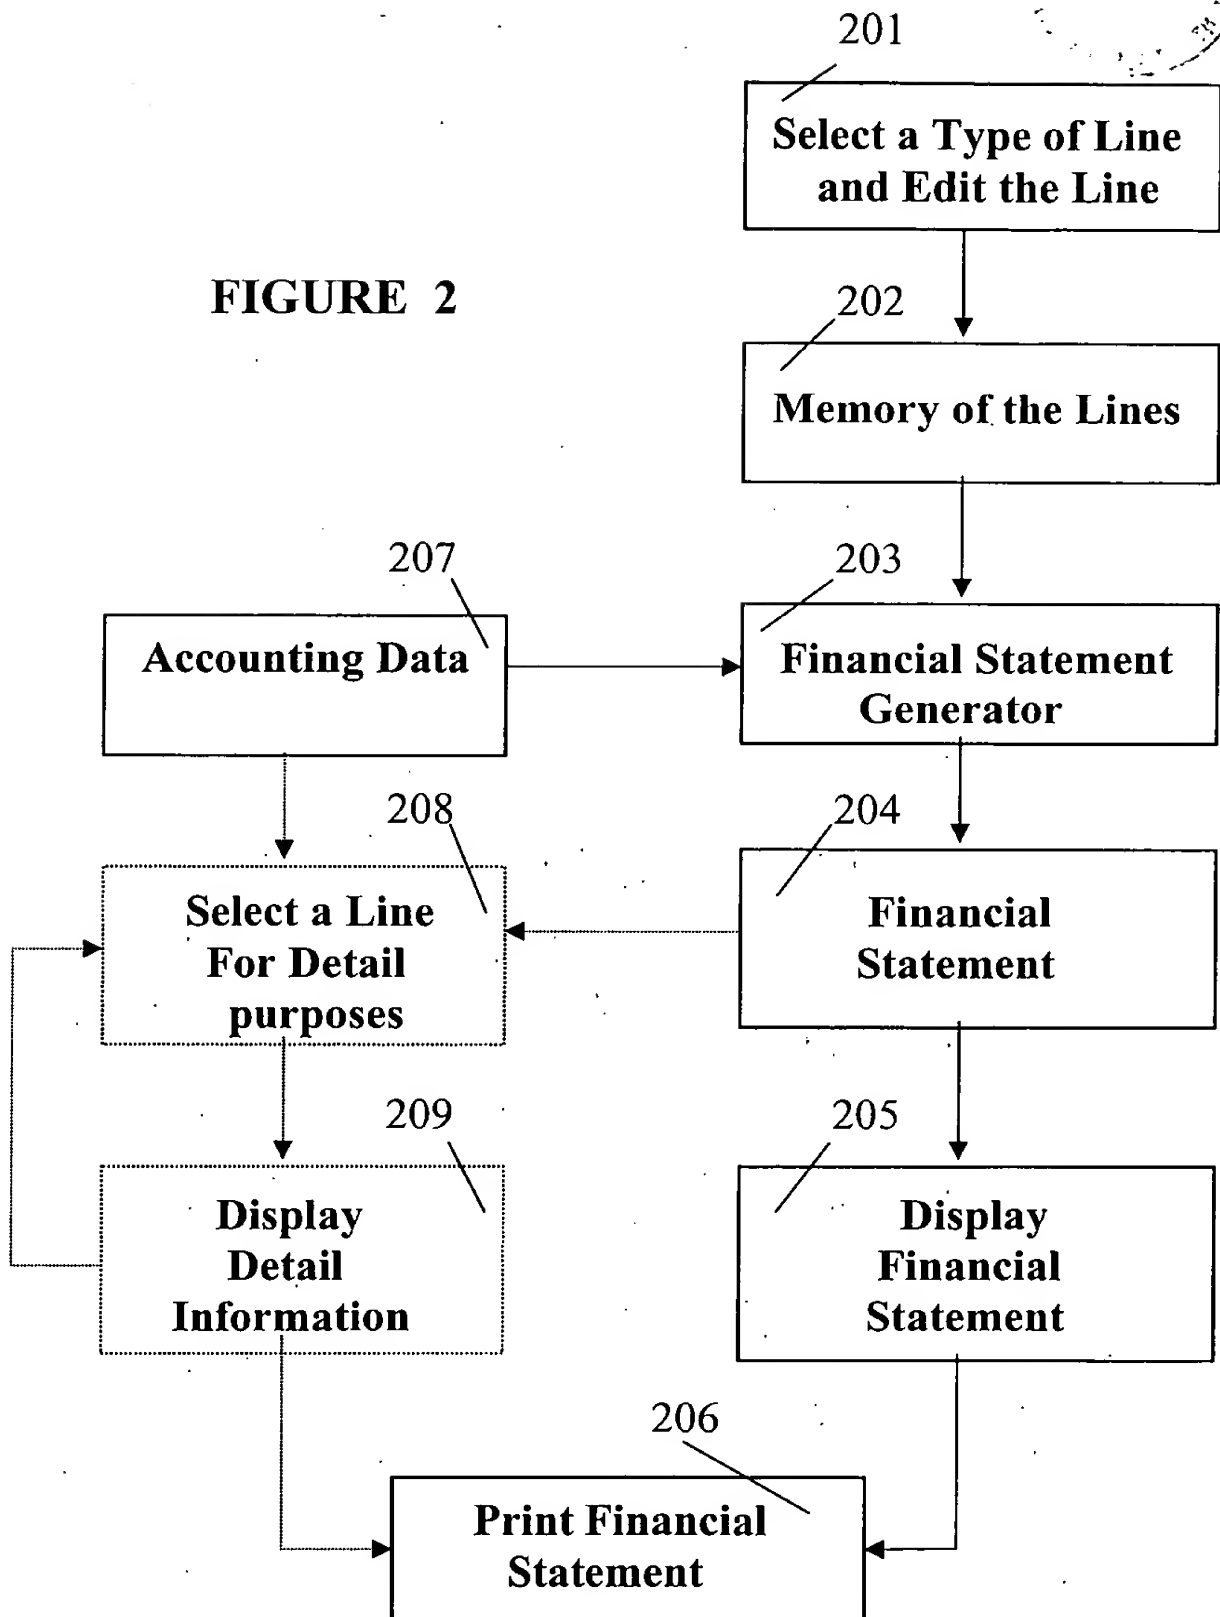 201
Select a Type of Line
and Edit the Line
FIGURE 2
202
Memory of the Lines
207
203
Accounting Data
Financial Statement
Generator
208
204
Select a Line
For Detail
purposes
Financial
Statement
209
205
Display
Detail
Information
Display
Financial
Statement
206
Print Financial
Statement